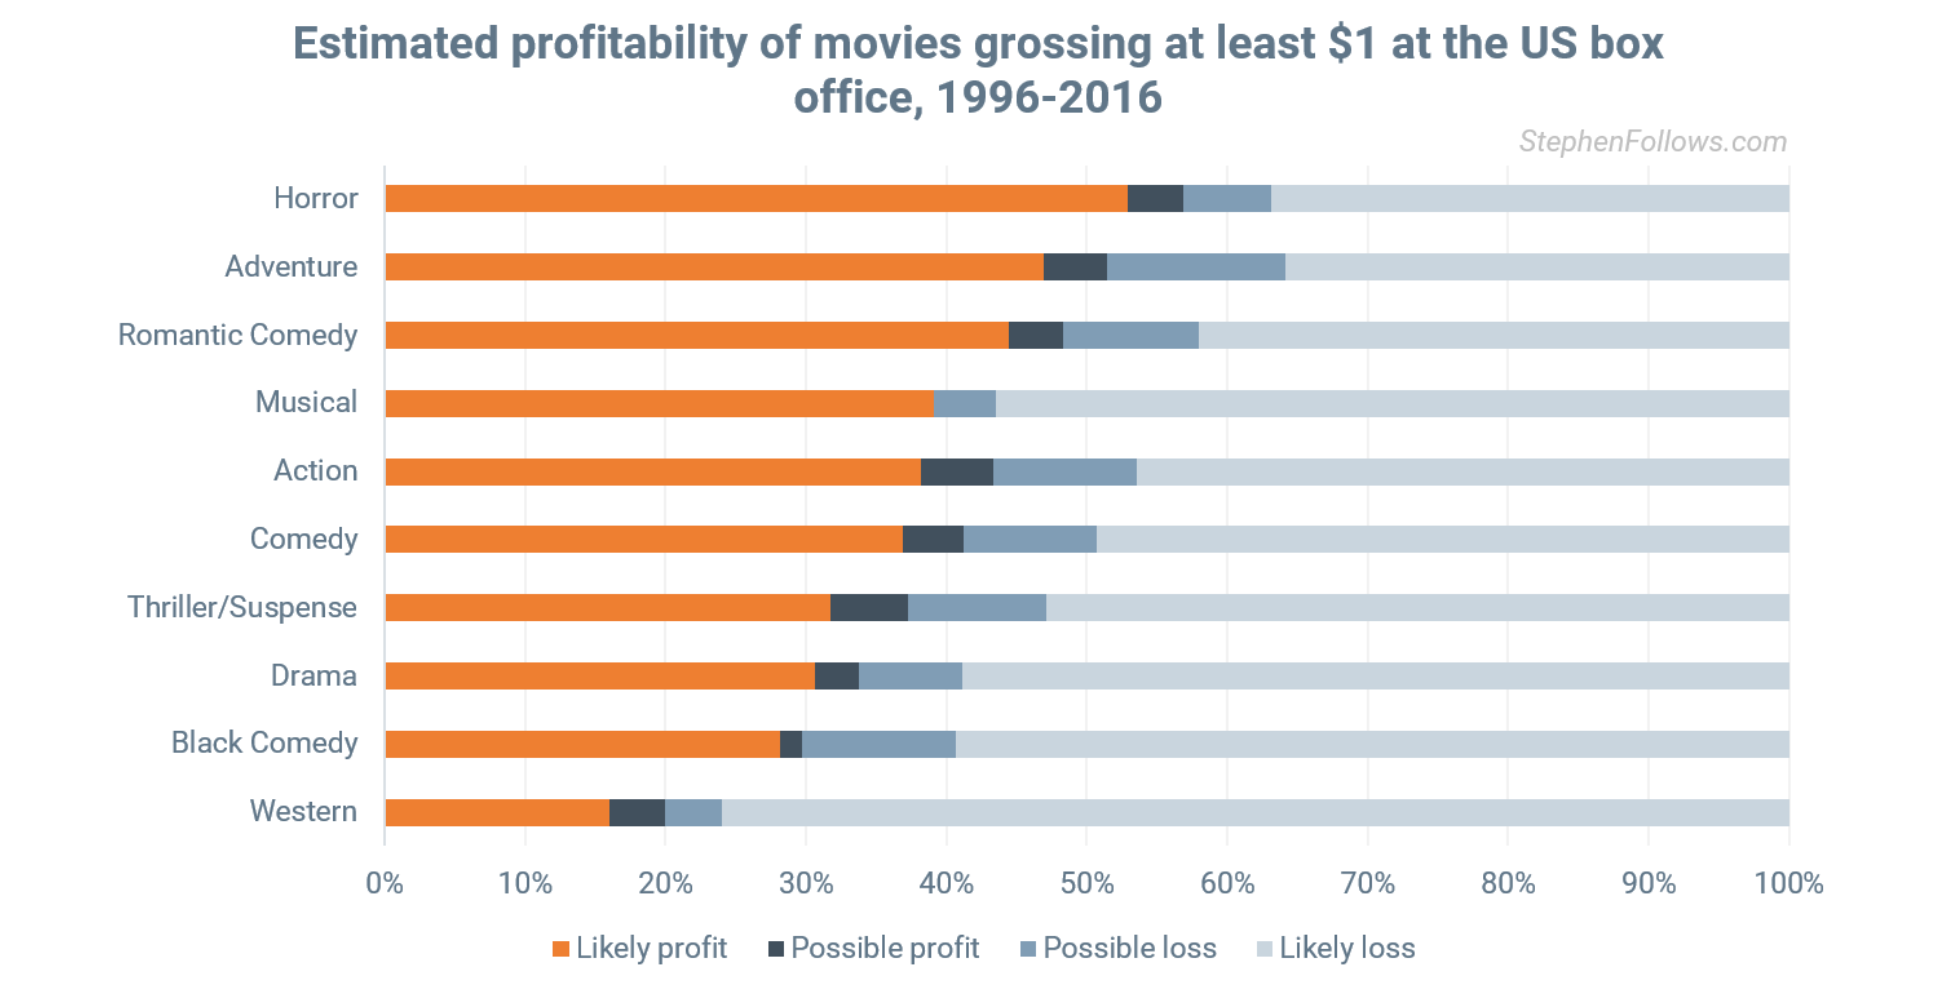 Estimated profitability of movies grossing at least $1 at the US box
office, 1996-2016
StephenFollows.com
Horror
Adventure
Romantic Comedy
Musical
Action
Comedy
Thriller/Suspense
Drama
Black Comedy
Western
0% 10% 20% 30% 40% 50% 60% 70% 80% 90% 100%
Likely profit Possible profit Possible loss Likely loss